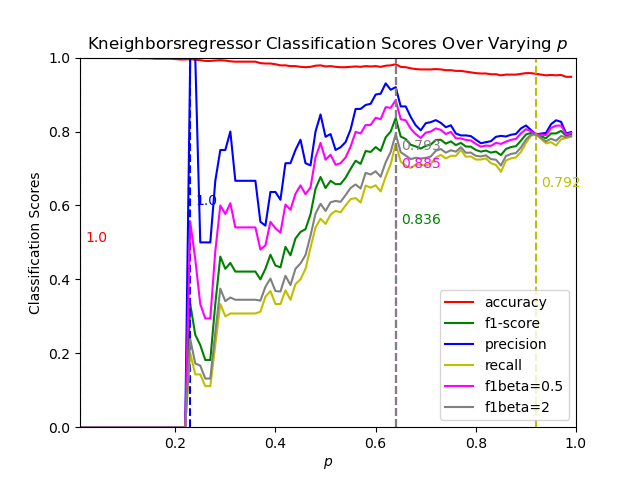 Kneighborsregressor Classification Scores Over Varying p
1.0
0.8
0.6
0.4
0.2
0.0
Classification Scores
1.0
1.0
0.793
0.885
0.836
0.792
accuracy
f1-score
precision
recall
f1beta=0.5
f1beta=2
0.2 0.4 0.6 0.8 1.0
p